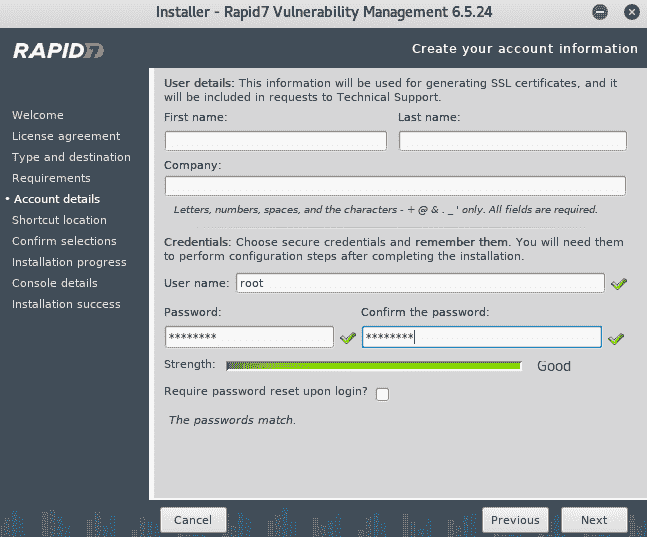 Installer - Rapid7 Vulnerability Management 6.5.24
RAPID7
Create your account information
Welcome
License agreement
Type and destination
Requirements
• Account details
Shortcut location
Confirm selections
Installation progress
Console details
Installation success
User details: This information will be used for generating SSL certificates, and it
will be included in requests to Technical Support.
First name:
Last name:
Company:
Letters, numbers, spaces, and the characters - + @ & . _ ' only. All fields are required.
Credentials: Choose secure credentials and remember them. You will need them
to perform configuration steps after completing the installation.
User name: root
Password:
Confirm the password:
********
********
Strength: Good
Require password reset upon login?
The passwords match.
Cancel
Previous
Next